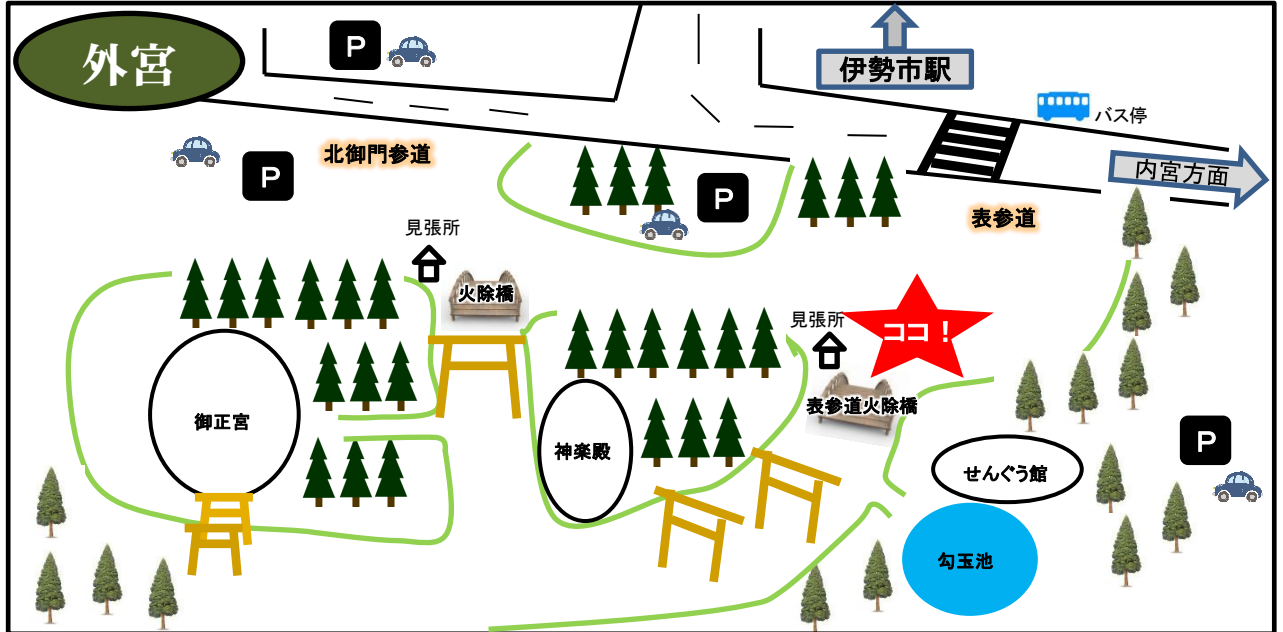 外宮
P
伊勢市駅
バス停
北御門参道
P
P
内宮方面
表参道
見張所
火除橋
見張所
ココ！
表参道火除橋
御正宮
神楽殿
P
せんぐう館
勾玉池